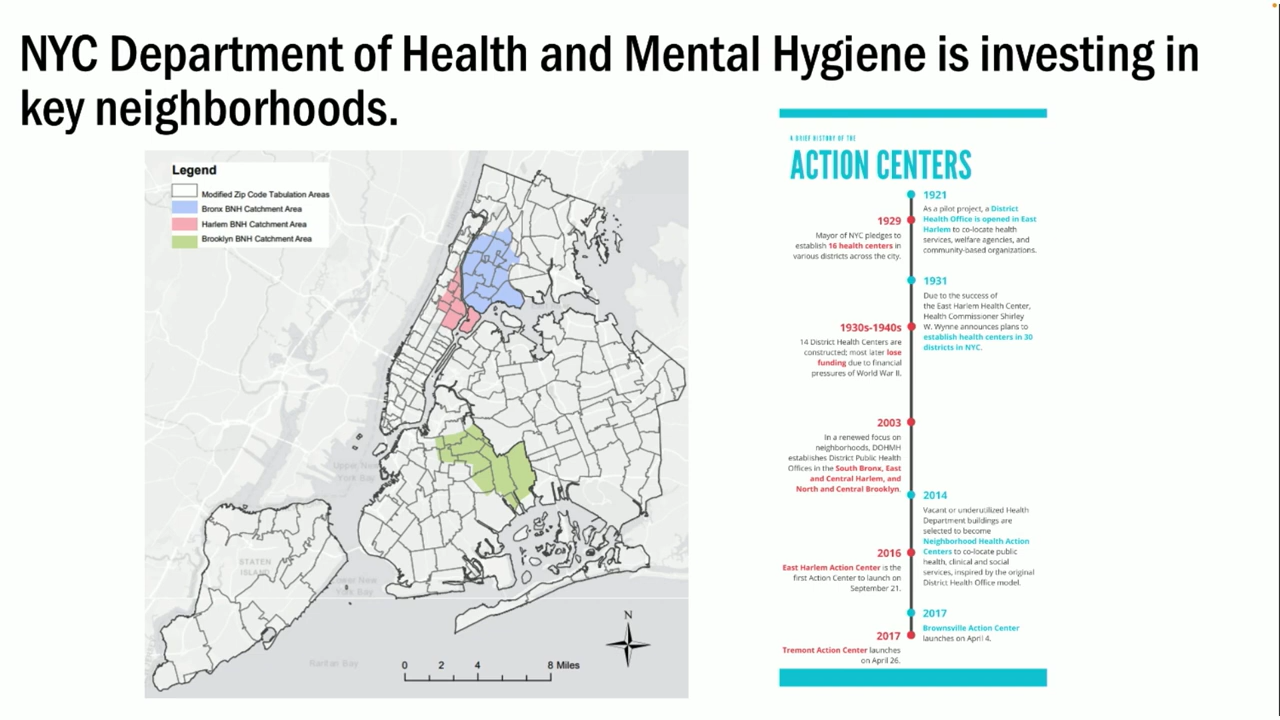 NYC Department of Health and Mental Hygiene is investing in
key neighborhoods.
Legend
Modified Zip Code Tabulation Areas
Bronx BNH Catchment Area
Harlem BNH Catchment Area
Brooklyn BNH Catchment Area
Upper New
York Bay
STATEN
ISLAND
Lower New
York Bay
Raritan Bay
N
0 2 4 8 Miles
A BRIEF HISTORY OF THE
ACTION CENTERS
1921
As a pilot project, a District
Health Office is opened in East
Harlem to co-locate health
services, welfare agencies, and
community-based organizations.
1929
Mayor of NYC pledges to
establish 16 health centers in
various districts across the city.
1931
Due to the success of
the East Harlem Health Center,
Health Commissioner Shirley
W. Wynne announces plans to
establish health centers in 30
districts in NYC.
1930s-1940s
14 District Health Centers are
constructed; most later lose
funding due to financial
pressures of World War II.
2003
In a renewed focus on
neighborhoods, DOHMH
establishes District Public Health
Offices in the South Bronx, East
and Central Harlem, and
North and Central Brooklyn.
2014
Vacant or underutilized Health
Department buildings are
selected to become
Neighborhood Health Action
Centers to co-locate public
health, clinical and social
services, inspired by the original
District Health Office model.
2016
East Harlem Action Center is the
first Action Center to launch on
September 21.
2017
Brownsville Action Center
launches on April 4.
2017
Tremont Action Center launches
on April 26.